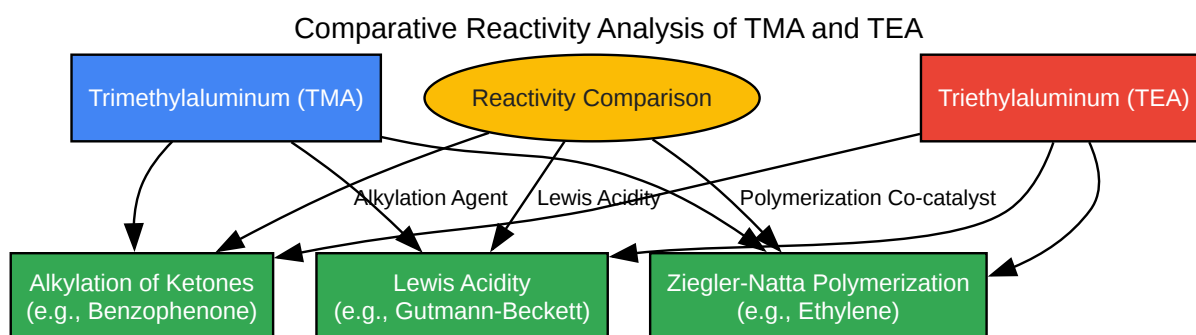 Comparative Reactivity Analysis of TMA and TEA
Trimethylaluminum (TMA)
Reactivity Comparison
Triethylaluminum (TEA)
Alkylation Agent
Lewis Acidity
Polymerization Co-catalyst
Alkylation of Ketones
(e.g., Benzophenone)
Lewis Acidity
(e.g., Gutmann-Beckett)
Ziegler-Natta Polymerization
(e.g., Ethylene)